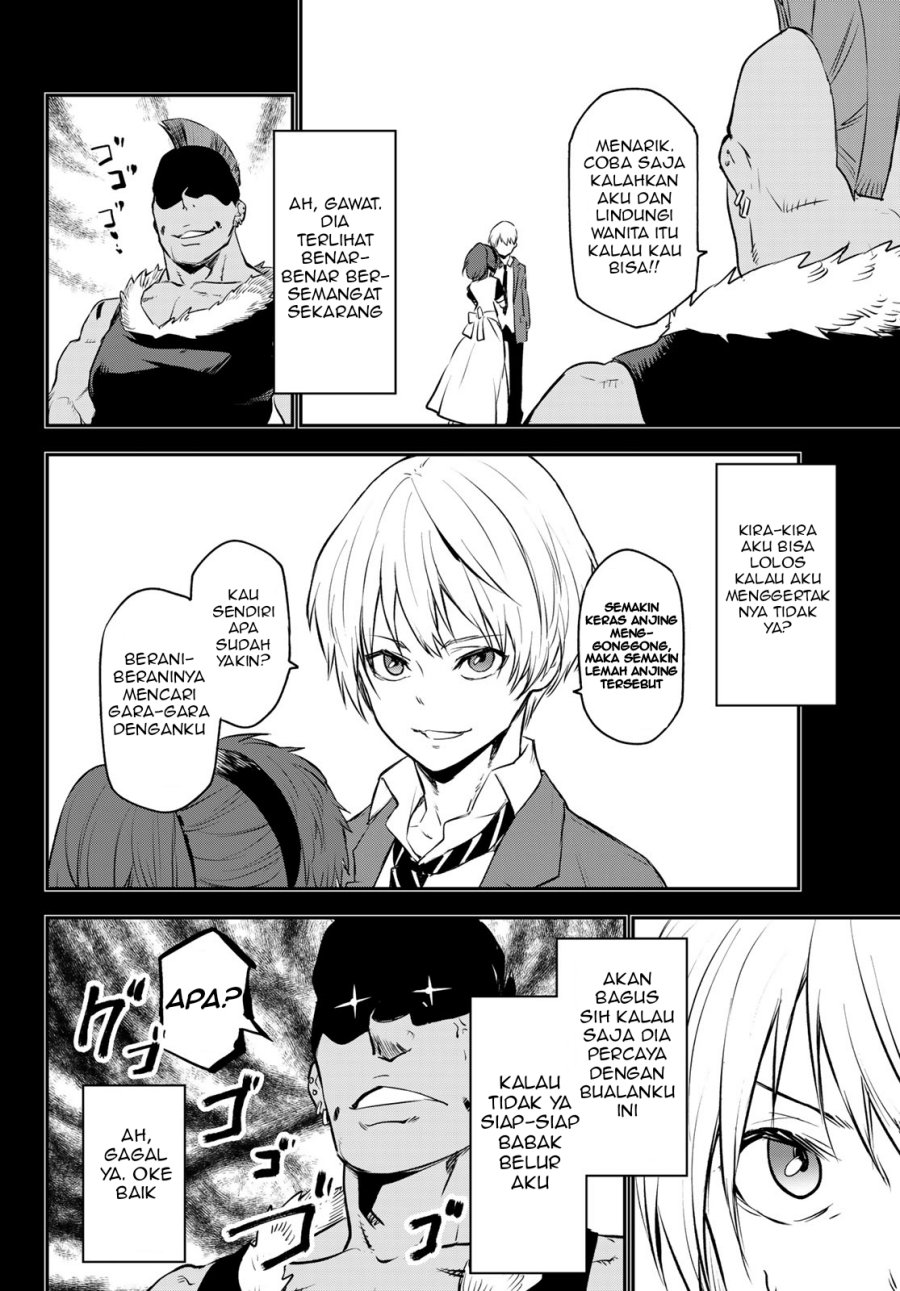 MENARIK.
COBA SAJA
KALAHKAN
AKU DAN
LINDUNGI
WANITA ITU
KALAU KAU
BISA!!
AH, GAWAT.
DIA
TERLIHAT
BENAR-
BENAR BER-
SEMANGAT
SEKARANG
ゴゴゴ
KIRA-KIRA
AKU BISA
LOLOS
KALAU AKU
MENGGERTAK
NYA TIDAK
YA?
SEMAKIN
KERAS ANJING
MENG-
GONGGONG,
MAKA SEMAKIN
LEMAH ANJING
TERSEBUT
KAU
SENDIRI
APA
SUDAH
YAKIN?
BERANI-
BERANINYA
MENCARI
GARA-GARA
DENGANKU
AKAN
BAGUS
SIH KALAU
SAJA DIA
PERCAYA
DENGAN
BUALANKU
INI
KALAU
TIDAK YA
SIAP-SIAP
BABAK
BELUR
AKU
APA?
グゴ
ゴゴゴゴ
AH,
GAGAL
YA. OKE
BAIK